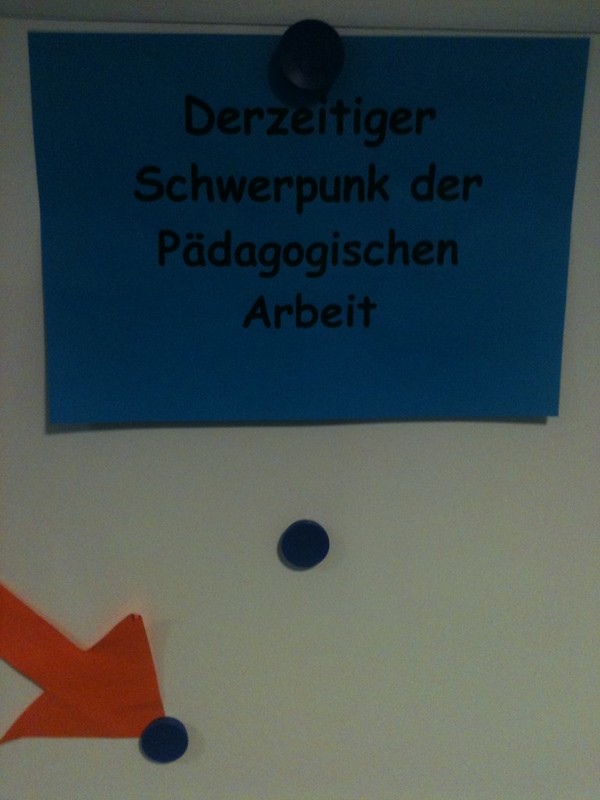 Derzeitiger
Schwerpunk der
Pädagogischen
Arbeit